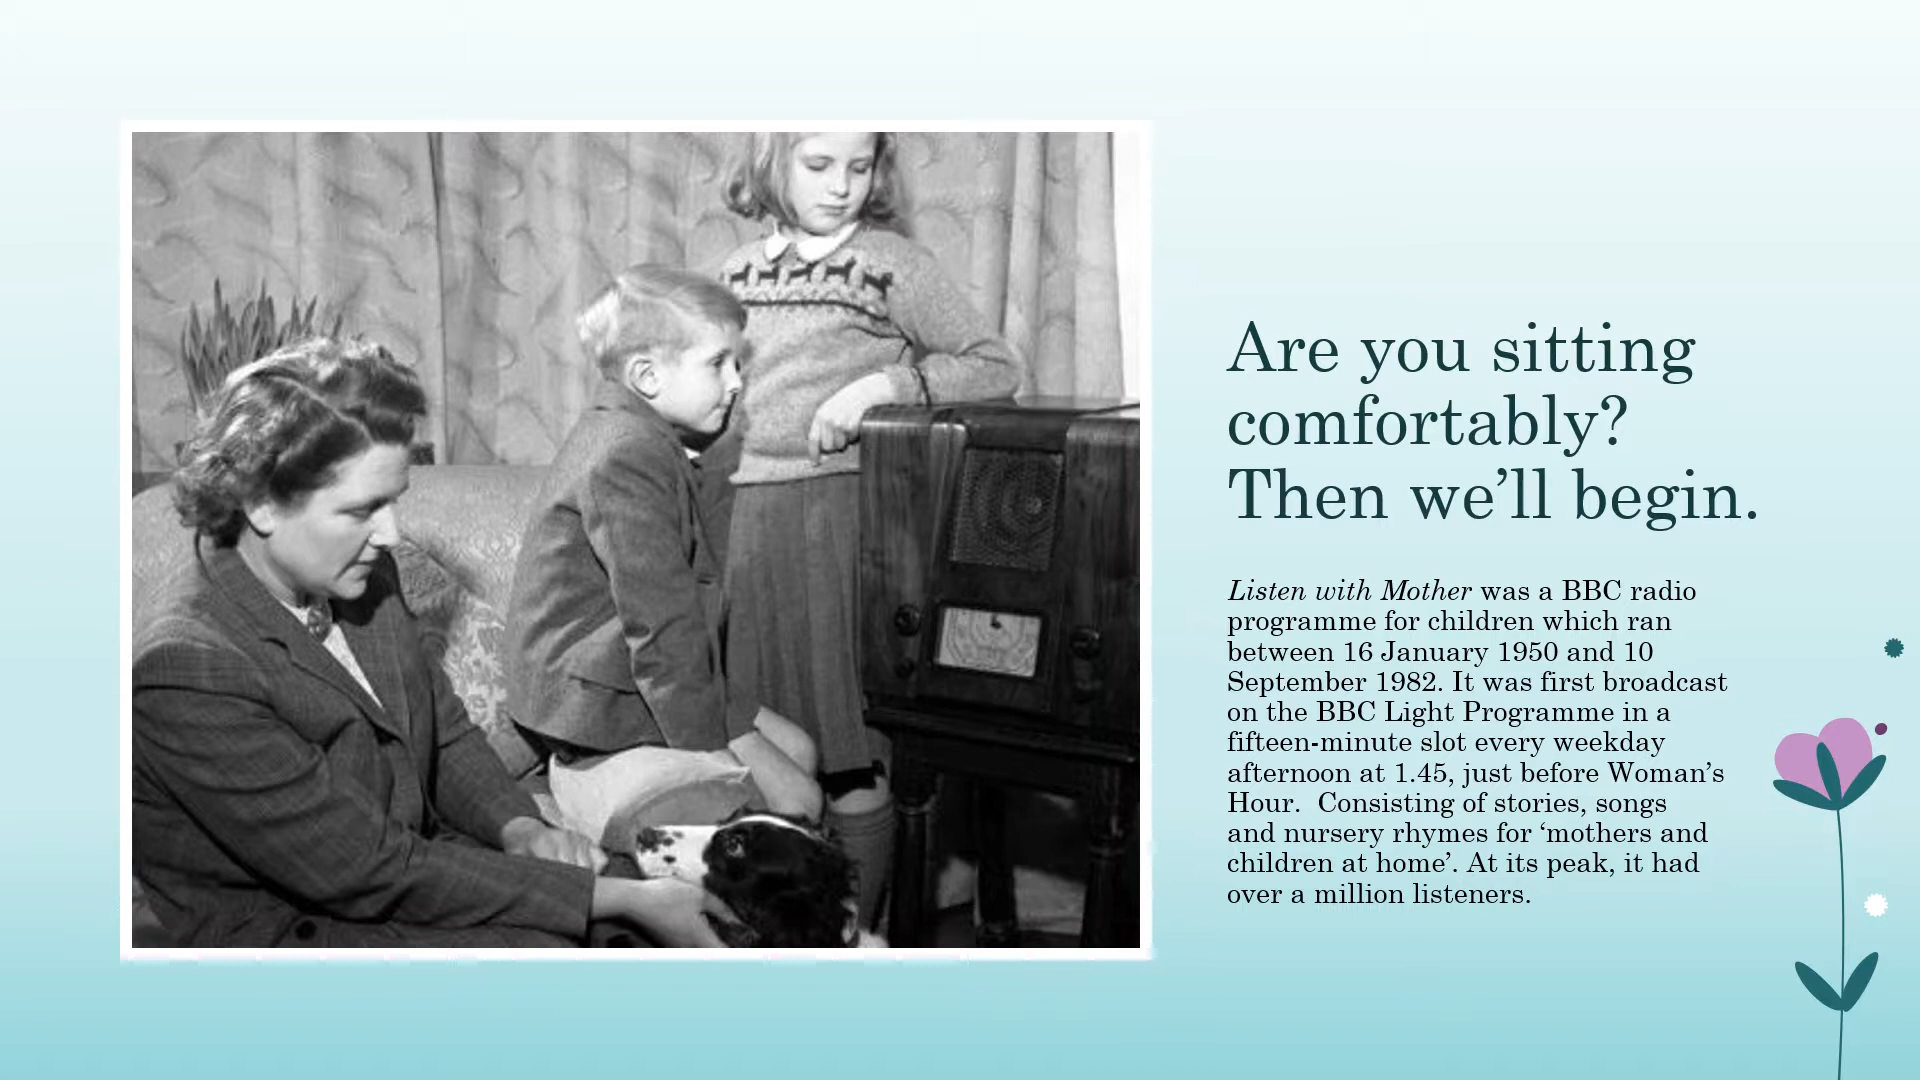 Are you sitting
comfortably?
Then we’ll begin.
Listen with Mother was a BBC radio
programme for children which ran
between 16 January 1950 and 10
September 1982. It was first broadcast
on the BBC Light Programme in a
fifteen-minute slot every weekday
afternoon at 1.45, just before Woman’s
Hour.  Consisting of stories, songs
and nursery rhymes for ‘mothers and
children at home’. At its peak, it had
over a million listeners.